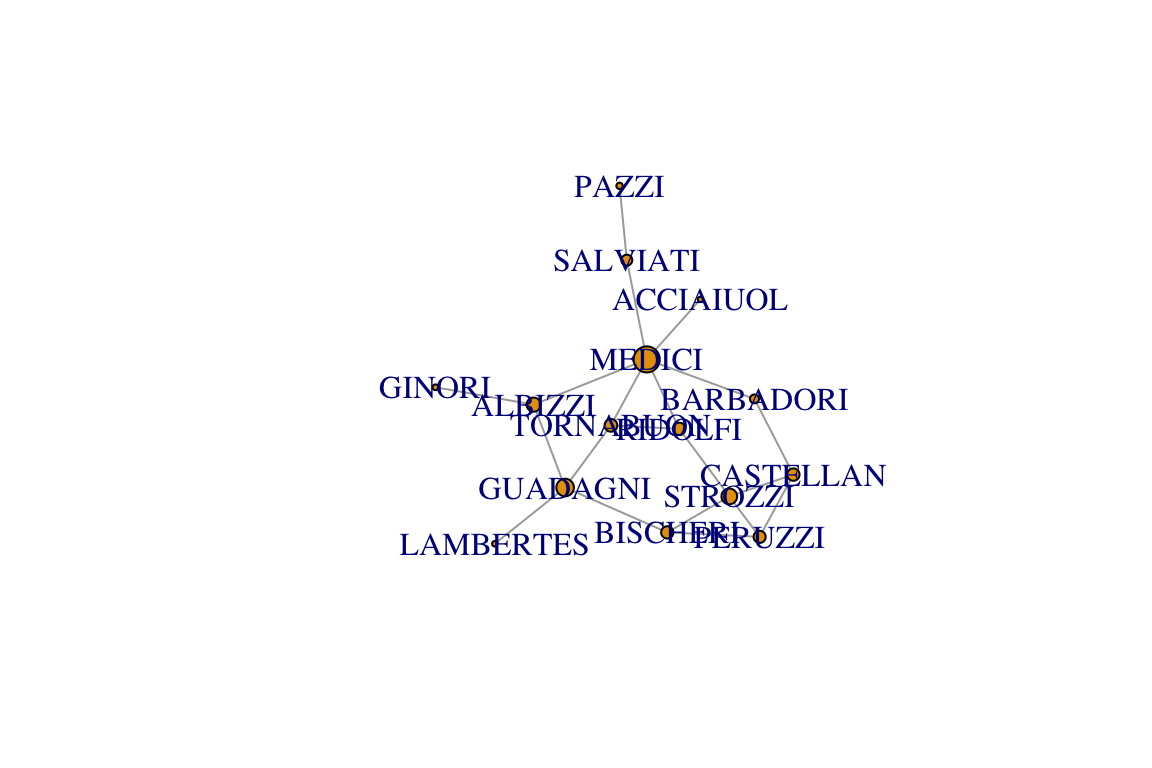 PAZZI
SALVIATI
ACCIAIUOL
MEDICI
GINORI
ALBIZZI
BARBADORI
TORNABUON
RIDOLFI
CASTELLAN
GUADAGNI
STROZZI
BISCHERI
PERUZZI
LAMBERTES